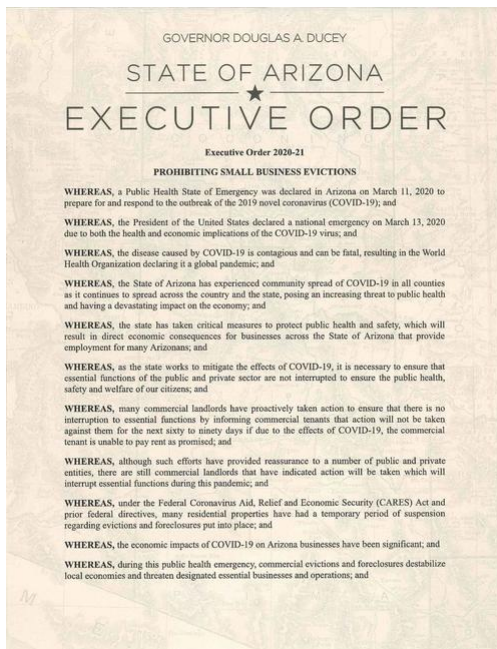 GOVERNOR DOUGLAS A. DUCEY
STATE OF ARIZONA
EXECUTIVE ORDER
Executive Order 2020-21
PROHIBITING SMALL BUSINESS EVICTIONS
WHEREAS, a Public Health State of Emergency was declared in Arizona on March 11, 2020 to
prepare for and respond to the outbreak of the 2019 novel coronavirus (COVID-19); and
WHEREAS, the President of the United States declared a national emergency on March 13, 2020
due to both the health and economic implications of the COVID-19 virus; and
WHEREAS, the disease caused by COVID-19 is contagious and can be fatal, resulting in the World
Health Organization declaring it a global pandemic; and
WHEREAS, the State of Arizona has experienced community spread of COVID-19 in all counties
as it continues to spread across the country and the state, posing an increasing threat to public health
and having a devastating impact on the economy; and
WHEREAS, the state has taken critical measures to protect public health and safety, which will
result in direct economic consequences for businesses across the State of Arizona that provide
employment for many Arizonans; and
WHEREAS, as the state works to mitigate the effects of COVID-19, it is necessary to ensure that
essential functions of the public and private sector are not interrupted to ensure the public health,
safety and welfare of our citizens; and
WHEREAS, many commercial landlords have proactively taken action to ensure that there is no
interruption to essential functions by informing commercial tenants that action will not be taken
against them for the next sixty to ninety days if due to the effects of COVID-19, the commercial
tenant is unable to pay rent as promised; and
WHEREAS, although such efforts have provided reassurance to a number of public and private
entities, there are still commercial landlords that have indicated action will be taken which will
interrupt essential functions during this pandemic; and
WHEREAS, under the Federal Coronavirus Aid, Relief and Economic Security (CARES) Act and
prior federal directives, many residential properties have had a temporary period of suspension
regarding evictions and foreclosures put into place; and
WHEREAS, the economic impacts of COVID-19 on Arizona businesses have been significant; and
WHEREAS, during this public health emergency, commercial evictions and foreclosures destabilize
local economies and threaten designated essential businesses and operations; and